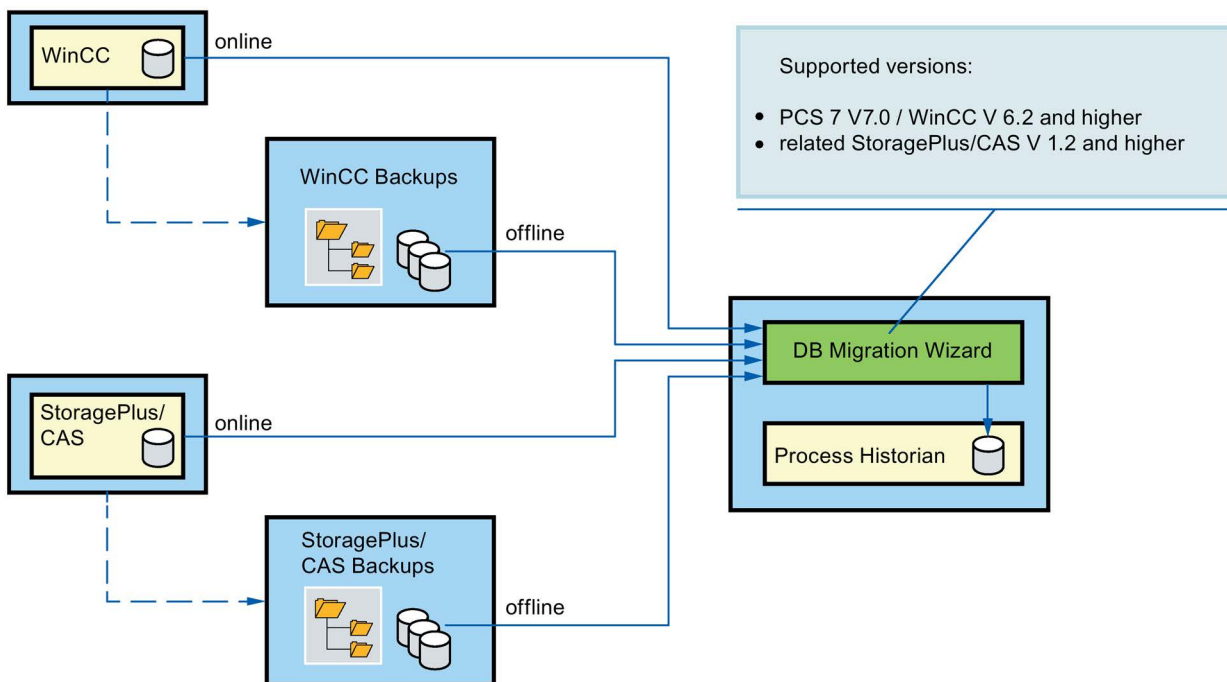 WinCC
online
Supported versions:
• PCS 7 V7.0 / WinCC V 6.2 and higher
• related StoragePlus/CAS V 1.2 and higher
WinCC Backups
offline
DB Migration Wizard
StoragePlus/
CAS
online
Process Historian
StoragePlus/
CAS Backups
offline